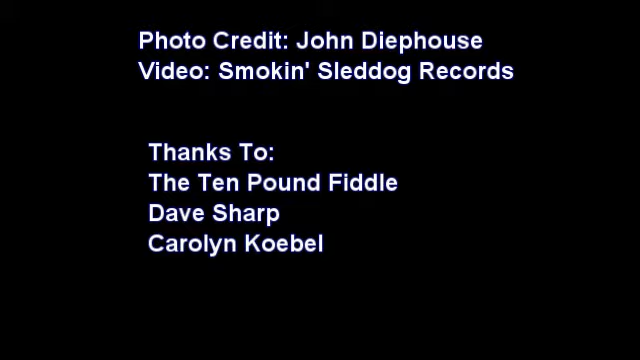 Photo Credit: John Diephouse
Video: Smokin' Sleddog Records
Thanks To:
The Ten Pound Fiddle
Dave Sharp
Carolyn Koebel